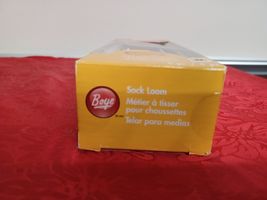 Boye
Sock Loom
Métier à tisser
pour chaussettes
Telar para medias